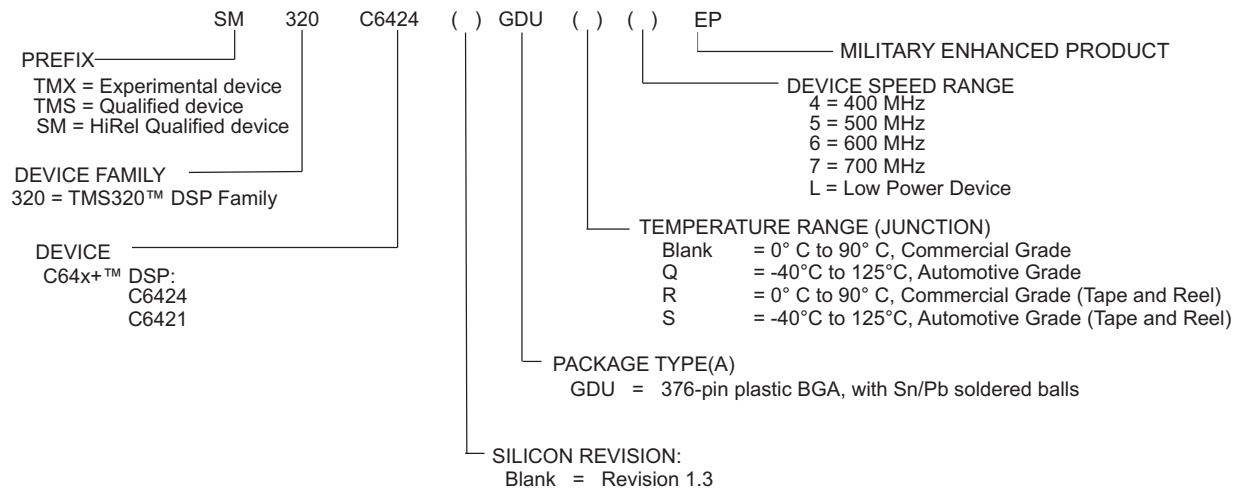 SM 320 C6424 ( ) GDU ( ) ( ) EP
PREFIX
TMX = Experimental device
TMS = Qualified device
SM = HiRel Qualified device
DEVICE FAMILY
320 = TMS320™ DSP Family
DEVICE
C64x+™ DSP:
C6424
C6421
MILITARY ENHANCED PRODUCT
DEVICE SPEED RANGE
4 = 400 MHz
5 = 500 MHz
6 = 600 MHz
7 = 700 MHz
L = Low Power Device
TEMPERATURE RANGE (JUNCTION)
Blank = 0° C to 90° C, Commercial Grade
Q = -40°C to 125°C, Automotive Grade
R = 0° C to 90° C, Commercial Grade (Tape and Reel)
S = -40°C to 125°C, Automotive Grade (Tape and Reel)
PACKAGE TYPE(A)
GDU = 376-pin plastic BGA, with Sn/Pb soldered balls
SILICON REVISION:
Blank = Revision 1.3